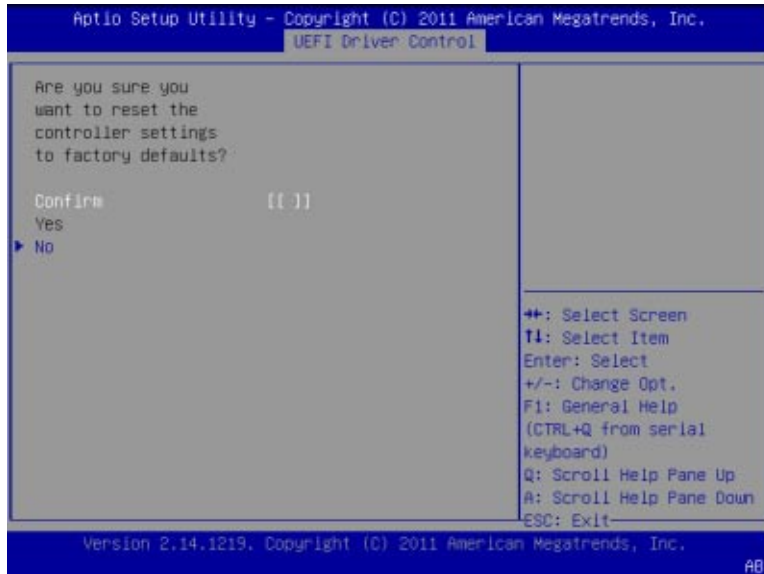 Aptio Setup Utility – Copyright (C) 2011 American Megatrends, Inc.
UEFI Driver Control
Are you sure you
want to reset the
controller settings
to factory defaults?
Confirm [[ ]]
Yes
▶ No
→←: Select Screen
↑↓: Select Item
Enter: Select
+/-: Change Opt.
F1: General Help
(CTRL+Q from serial
keyboard)
Q: Scroll Help Pane Up
A: Scroll Help Pane Down
ESC: Exit
Version 2.14.1219. Copyright (C) 2011 American Megatrends, Inc.
AB